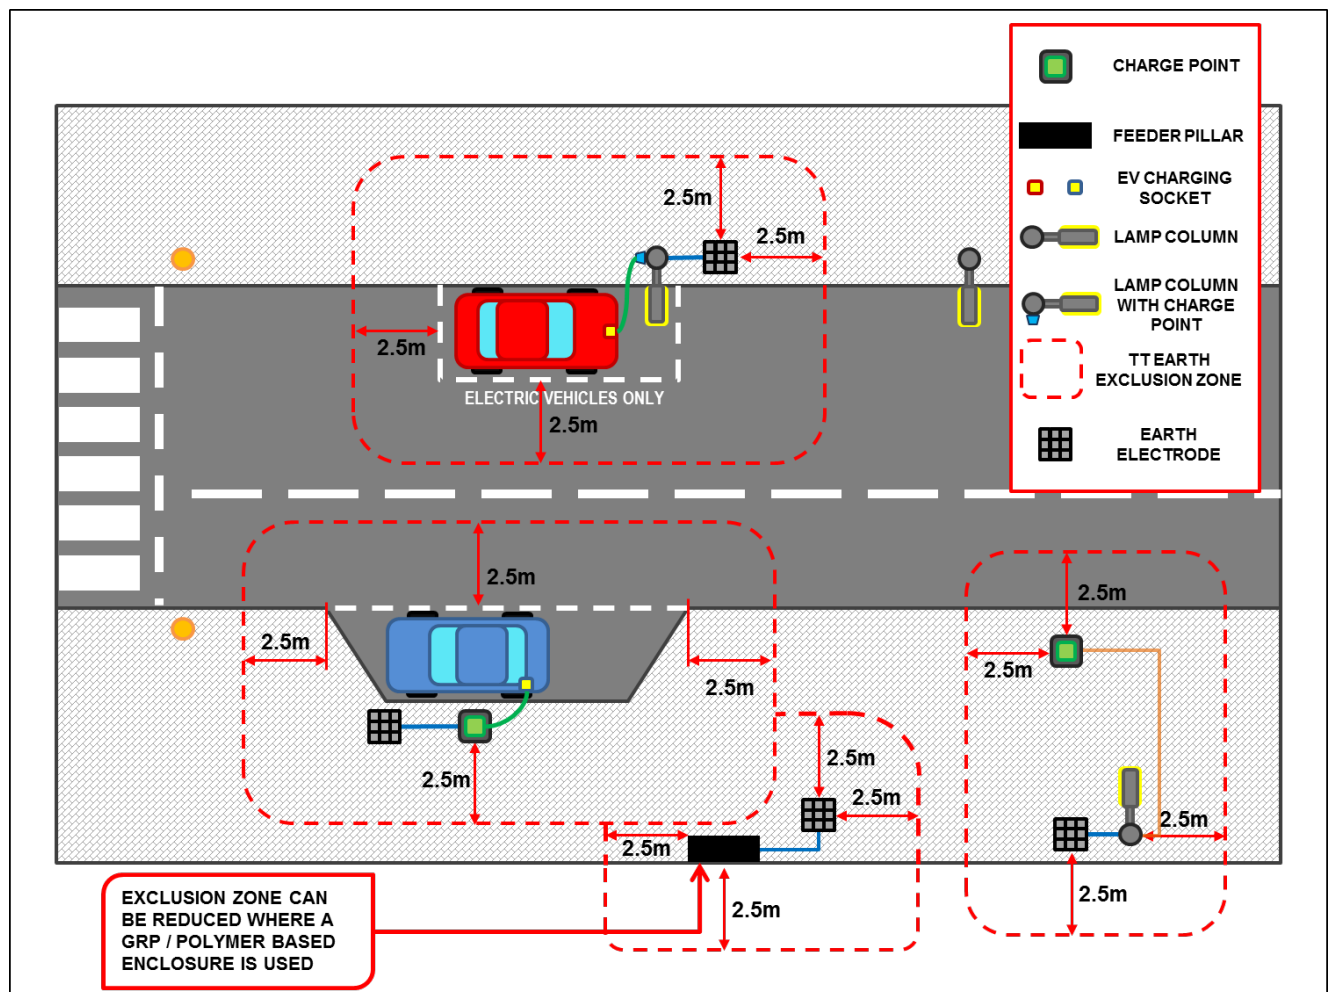 CHARGE POINT
FEEDER PILLAR
EV CHARGING
SOCKET
LAMP COLUMN
LAMP COLUMN
WITH CHARGE
POINT
TT EARTH
EXCLUSION ZONE
EARTH
ELECTRODE
2.5m
2.5m
2.5m
ELECTRIC VEHICLES ONLY
2.5m
2.5m
2.5m
2.5m
2.5m
2.5m
2.5m
2.5m
2.5m
2.5m
2.5m
2.5m
2.5m
2.5m
EXCLUSION ZONE CAN
BE REDUCED WHERE A
GRP / POLYMER BASED
ENCLOSURE IS USED